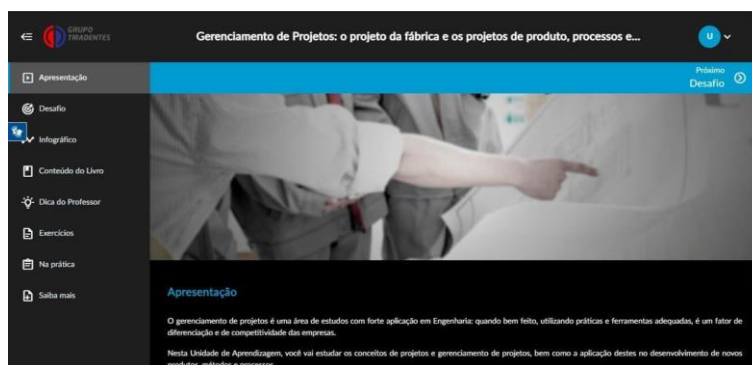 GRUPO
TIRADENTES
Gerenciamento de Projetos: o projeto da fábrica e os projetos de produto, processos e...
U
Apresentação
Próximo
Desafio
Desafio
Infográfico
Conteúdo do Livro
Dica do Professor
Exercícios
Na prática
Saiba mais
Apresentação
O gerenciamento de projetos é uma área de estudos com forte aplicação em Engenharia: quando bem feito, utilizando práticas e ferramentas adequadas, é um fator de
diferenciação e de competitividade das empresas.
Nesta Unidade de Aprendizagem, você vai estudar os conceitos de projetos e gerenciamento de projetos, bem como a aplicação destes no desenvolvimento de novos
produtos, métodos e processos.